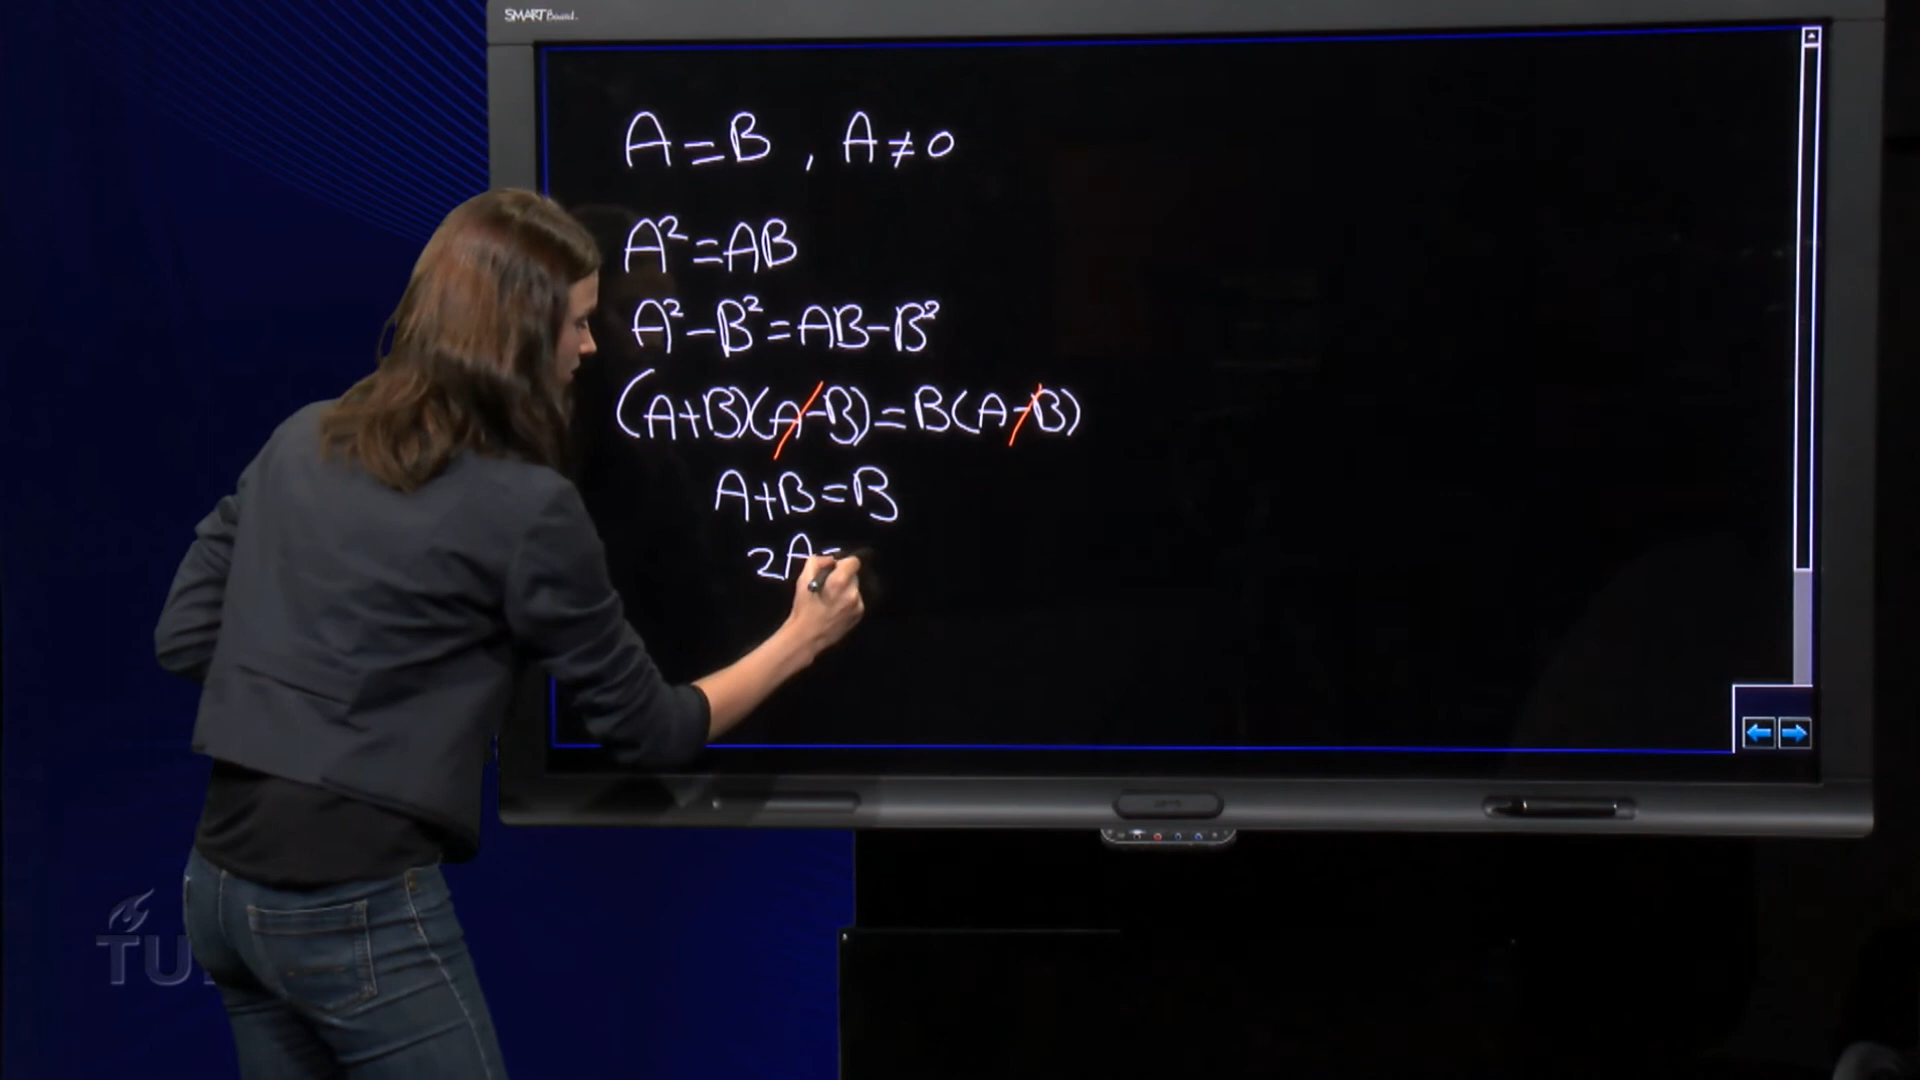 SMART Board
A=B , A≠0
A²=AB
A²-B²=AB-B²
(A+B)(A-B)=B(A-B)
A+B=B
2A=
TU